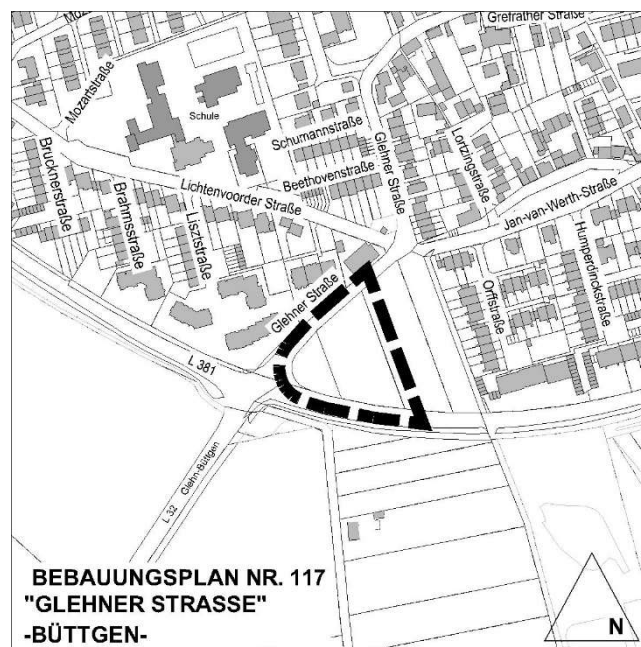 Grefrather Straße
Mozartstraße
Schule
Schumannstraße
Glehner Straße
Lortzingstraße
Beethovenstraße
Brucknerstraße
Brahmsstraße
Lisztstraße
Lichtenvoorder Straße
Jan-van-Werth-Straße
Glehner Straße
Orffstraße
Humperdinckstraße
L 381
L 32
Glehn-Büttgen
BEBAUUNGSPLAN NR. 117
"GLEHNER STRASSE"
-BÜTTGEN-
N